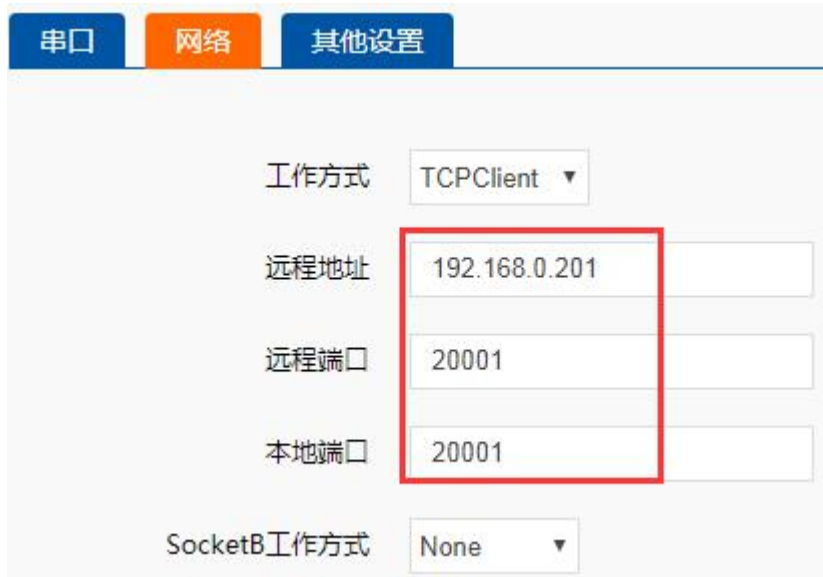 串口 网络 其他设置
工作方式 TCPClient
远程地址 192.168.0.201
远程端口 20001
本地端口 20001
SocketB工作方式 None